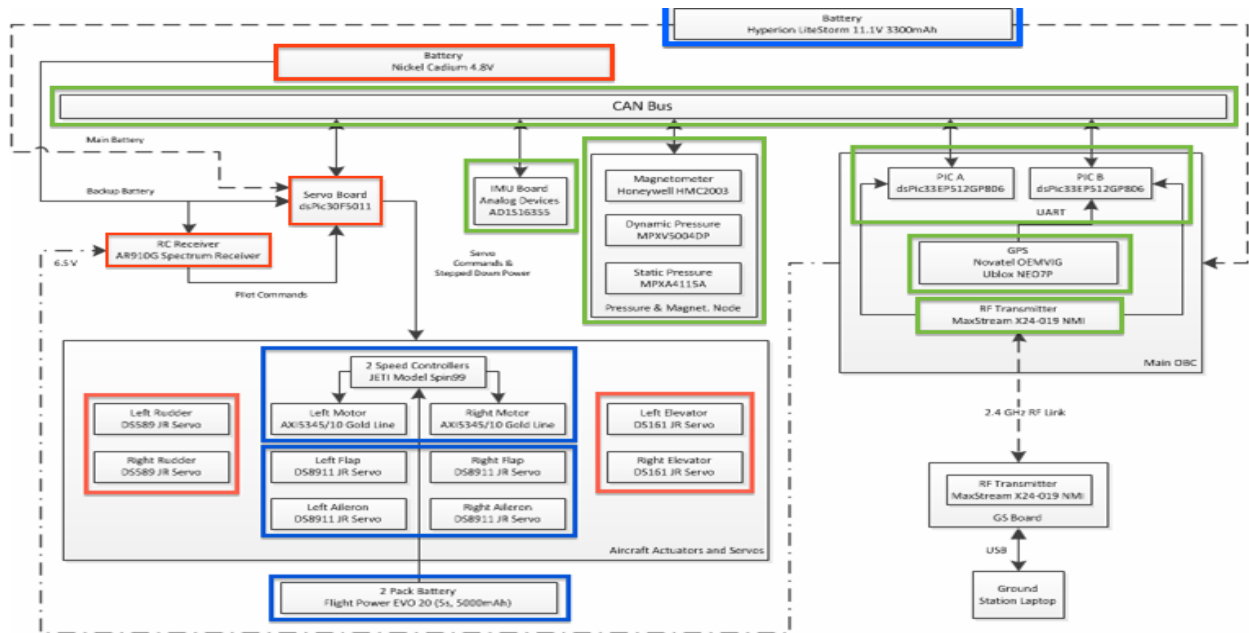 Battery
Hyperion LiteStorm 11.1V 3300mAh
Battery
Nickel Cadium 4.8V
CAN Bus
Main Battery
Backup Battery
Servo Board
dsPic30F5011
IMU Board
Analog Devices
AD1516355
Magnetometer
Honeywell HMC2003
Dynamic Pressure
MPXV5004DP
Static Pressure
MPXA4115A
Pressure & Magnet. Node
PIC A
dsPic33EP512GP806
PIC B
dsPic33EP512GP806
UART
GPS
Novatel OEMVIG
Ublox NEO7P
RF Transmitter
MaxStream X24-019 NMI
Main OBC
6.5 V
RC Receiver
AR910G Spectrum Receiver
Pilot Commands
Servo
Commands &
Stepped Down Power
2 Speed Controllers
JETI Model Spin99
Left Motor
AXI5345/10 Gold Line
Right Motor
AXI5345/10 Gold Line
Left Rudder
DS589 JR Servo
Right Rudder
DS589 JR Servo
Left Flap
DS8911 JR Servo
Right Flap
DS8911 JR Servo
Left Aileron
DS8911 JR Servo
Right Aileron
DS8911 JR Servo
Left Elevator
DS161 JR Servo
Right Elevator
DS161 JR Servo
Aircraft Actuators and Servos
2 Pack Battery
Flight Power EVO 20 (5s, 5000mAh)
2.4 GHz RF Link
RF Transmitter
MaxStream X24-019 NMI
GS Board
USB
Ground
Station Laptop